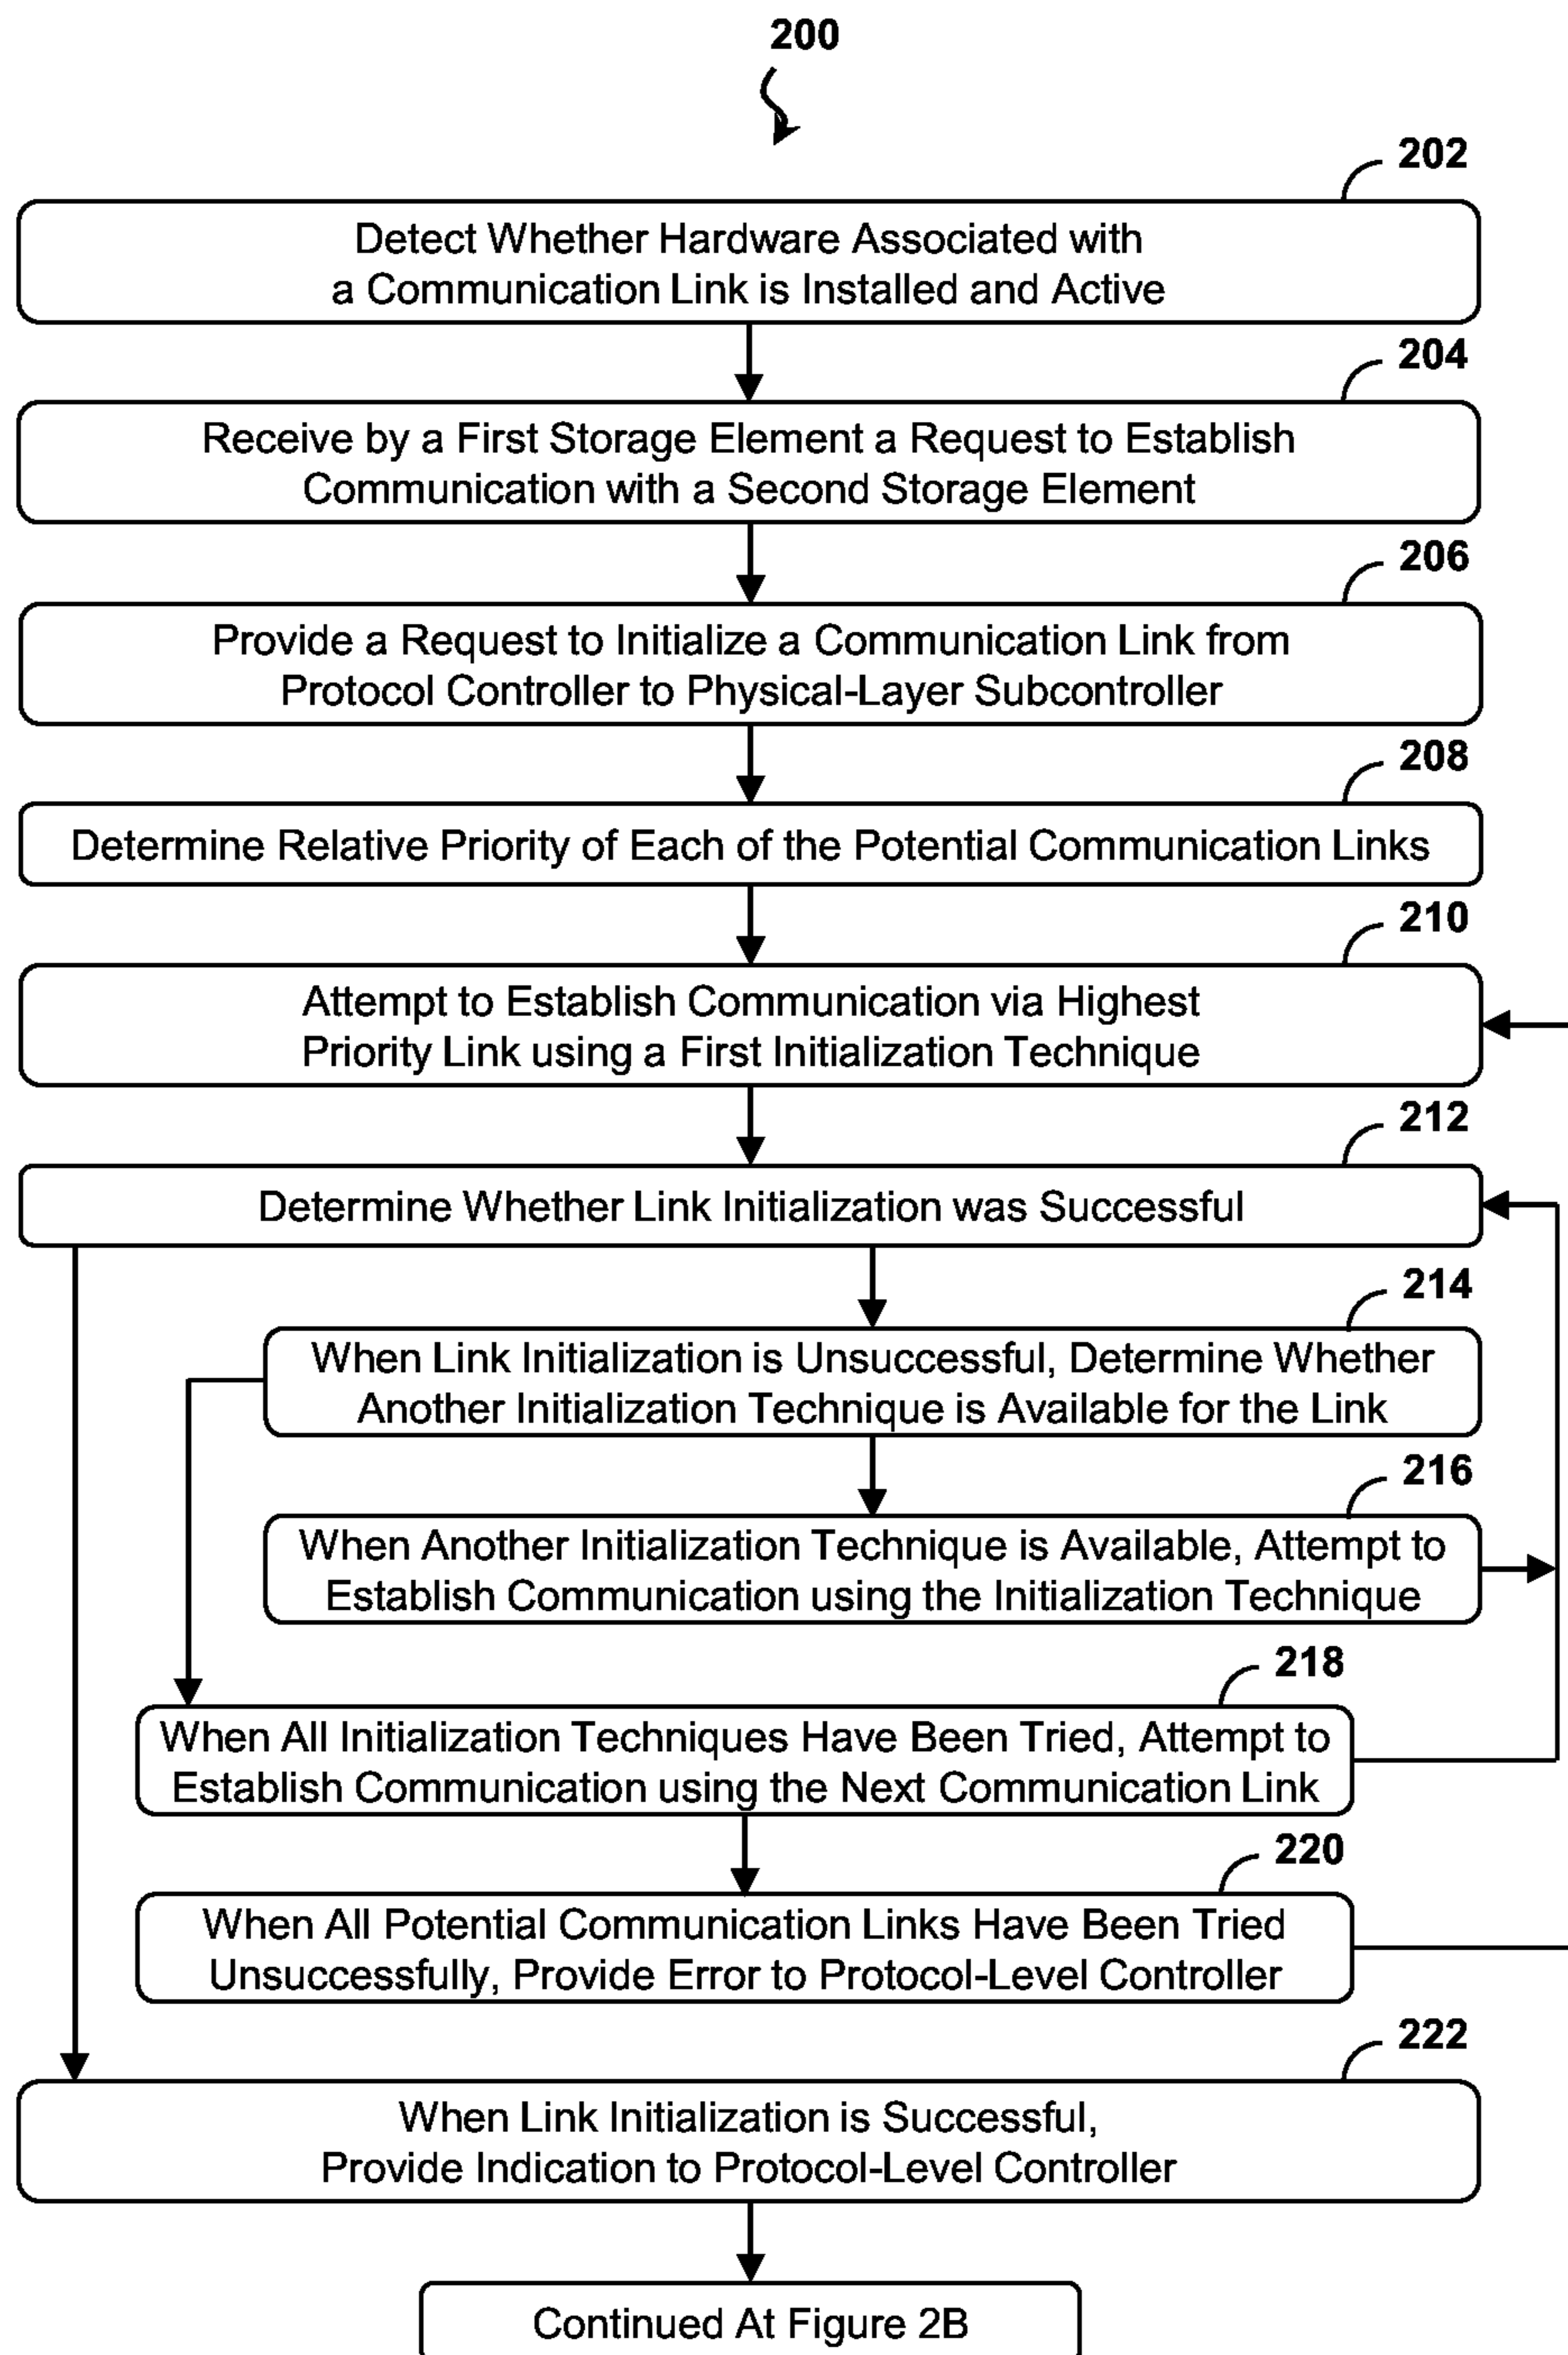 200
202
Detect Whether Hardware Associated with
a Communication Link is Installed and Active
204
Receive by a First Storage Element a Request to Establish
Communication with a Second Storage Element
206
Provide a Request to Initialize a Communication Link from
Protocol Controller to Physical-Layer Subcontroller
208
Determine Relative Priority of Each of the Potential Communication Links
210
Attempt to Establish Communication via Highest
Priority Link using a First Initialization Technique
212
Determine Whether Link Initialization was Successful
214
When Link Initialization is Unsuccessful, Determine Whether
Another Initialization Technique is Available for the Link
216
When Another Initialization Technique is Available, Attempt to
Establish Communication using the Initialization Technique
218
When All Initialization Techniques Have Been Tried, Attempt to
Establish Communication using the Next Communication Link
220
When All Potential Communication Links Have Been Tried
Unsuccessfully, Provide Error to Protocol-Level Controller
222
When Link Initialization is Successful,
Provide Indication to Protocol-Level Controller
Continued At Figure 2B